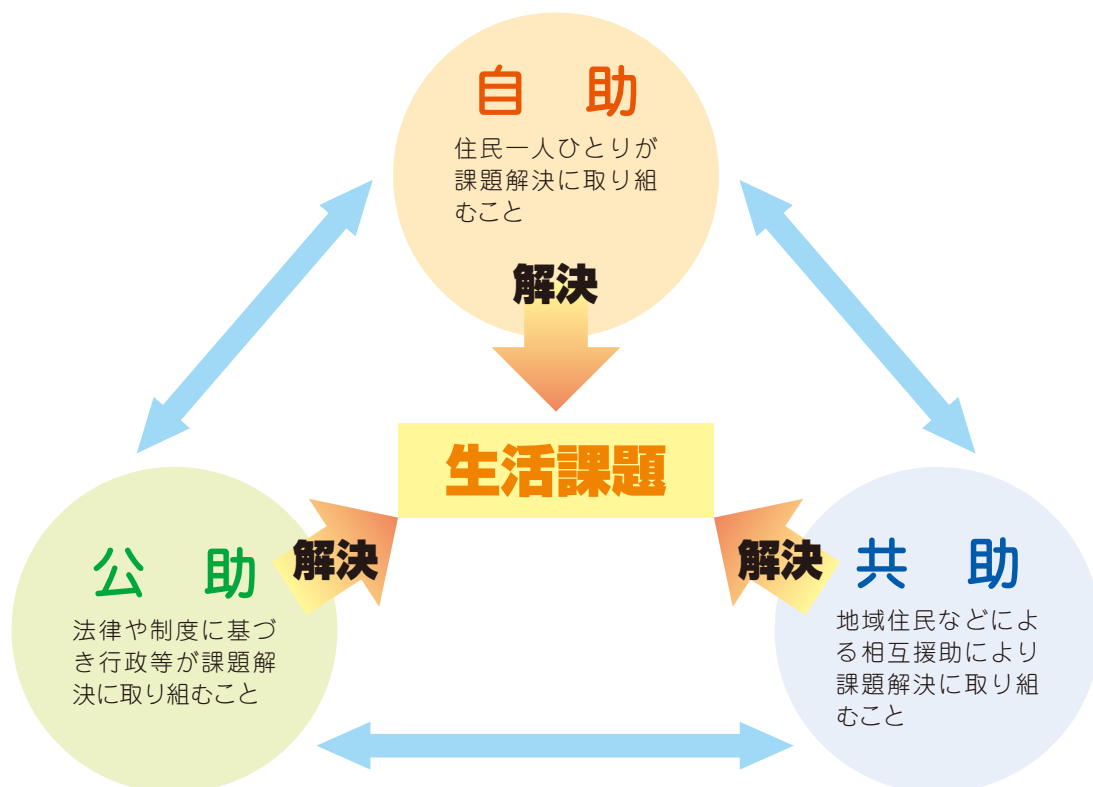 自助
住民一人ひとりが
課題解決に取り組
むこと
解決
生活課題
解決
公助
法律や制度に基づ
き行政等が課題解
決に取り組むこと
解決
共助
地域住民などによ
る相互援助により
課題解決に取り組
むこと